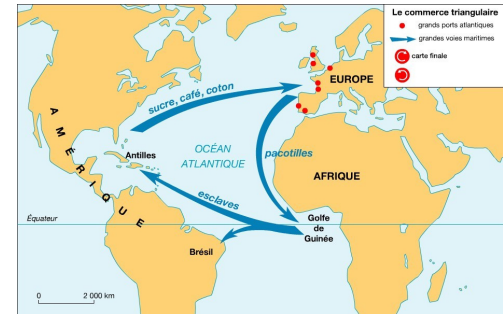 Le commerce triangulaire
grands ports atlantiques
grandes voies maritimes
carte finale
EUROPE
sucre, café, coton
AMÉRIQUE
Antilles
OCÉAN
ATLANTIQUE
pacotilles
AFRIQUE
esclaves
Équateur
Golfe
de
Guinée
Brésil
0 2 000 km